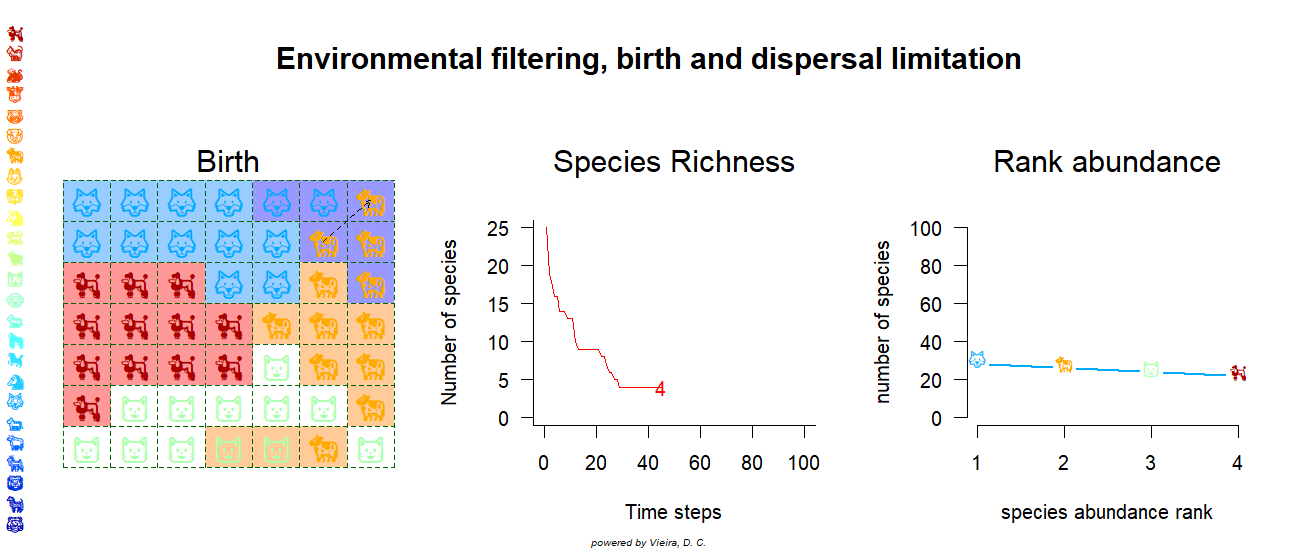 Environmental filtering, birth and dispersal limitation
Birth
Species Richness
Rank abundance
Number of species
25
20
15
10
5
0
4
0 20 40 60 80 100
Time steps
number of species
100
80
60
40
20
0
1 2 3 4
species abundance rank
powered by Vieira, D. C.